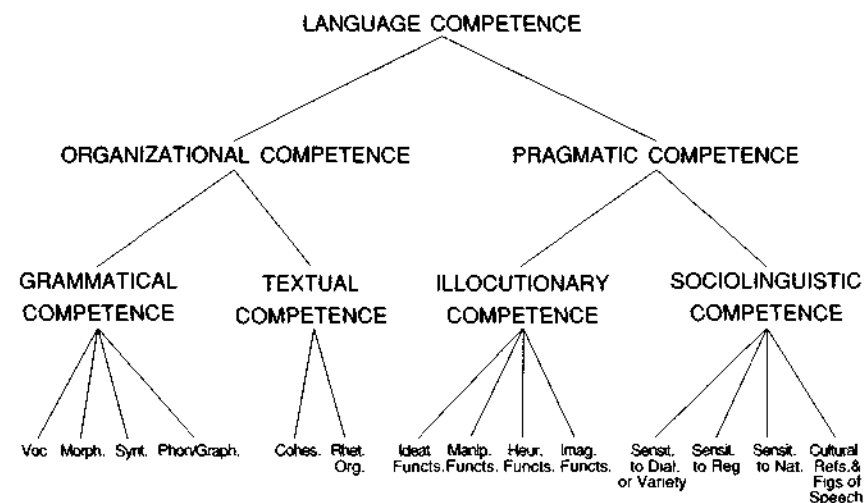 LANGUAGE COMPETENCE
ORGANIZATIONAL COMPETENCE
PRAGMATIC COMPETENCE
GRAMMATICAL
COMPETENCE
TEXTUAL
COMPETENCE
ILLOCUTIONARY
COMPETENCE
SOCIOLINGUISTIC
COMPETENCE
Voc
Morph.
Synt.
Phon/Graph.
Cohes.
Rhet.
Org.
Ideat
Functs.
Manip.
Functs.
Heur.
Functs.
Imag.
Functs.
Sensit.
to Dial.
or Variety
Sensit.
to Reg
Sensit.
to Nat.
Cultural
Refs.&
Figs of
Speech